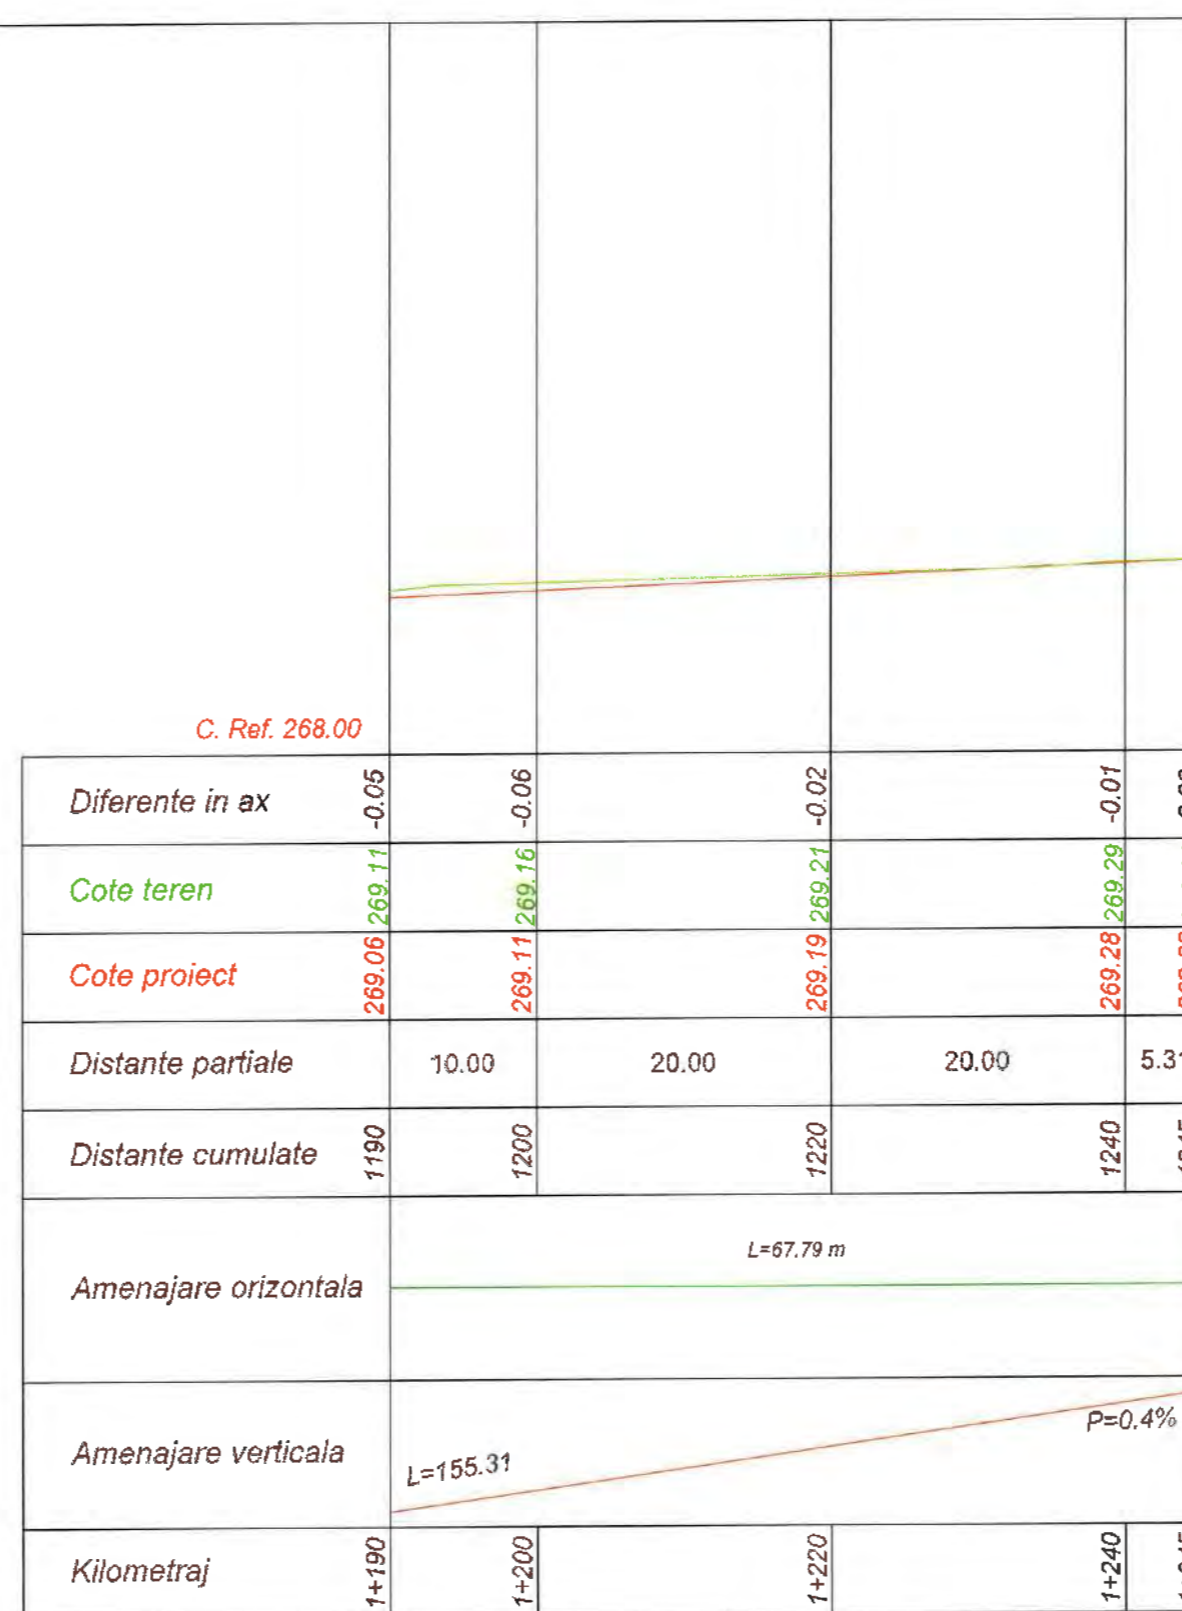 C. Ref. 268.00
Diferente in ax -0.05 -0.06 -0.02 -0.01
Cote teren 269.11 269.16 269.21 269.29
Cote proiect 269.06 269.11 269.19 269.28
Distante partiale 10.00 20.00 20.00 5.31
Distante cumulate 1190 1200 1220 1240
L=67.79 m
Amenajare orizontala
P=0.4%
Amenajare verticala
L=155.31
Kilometraj 1+190 1+200 1+220 1+240